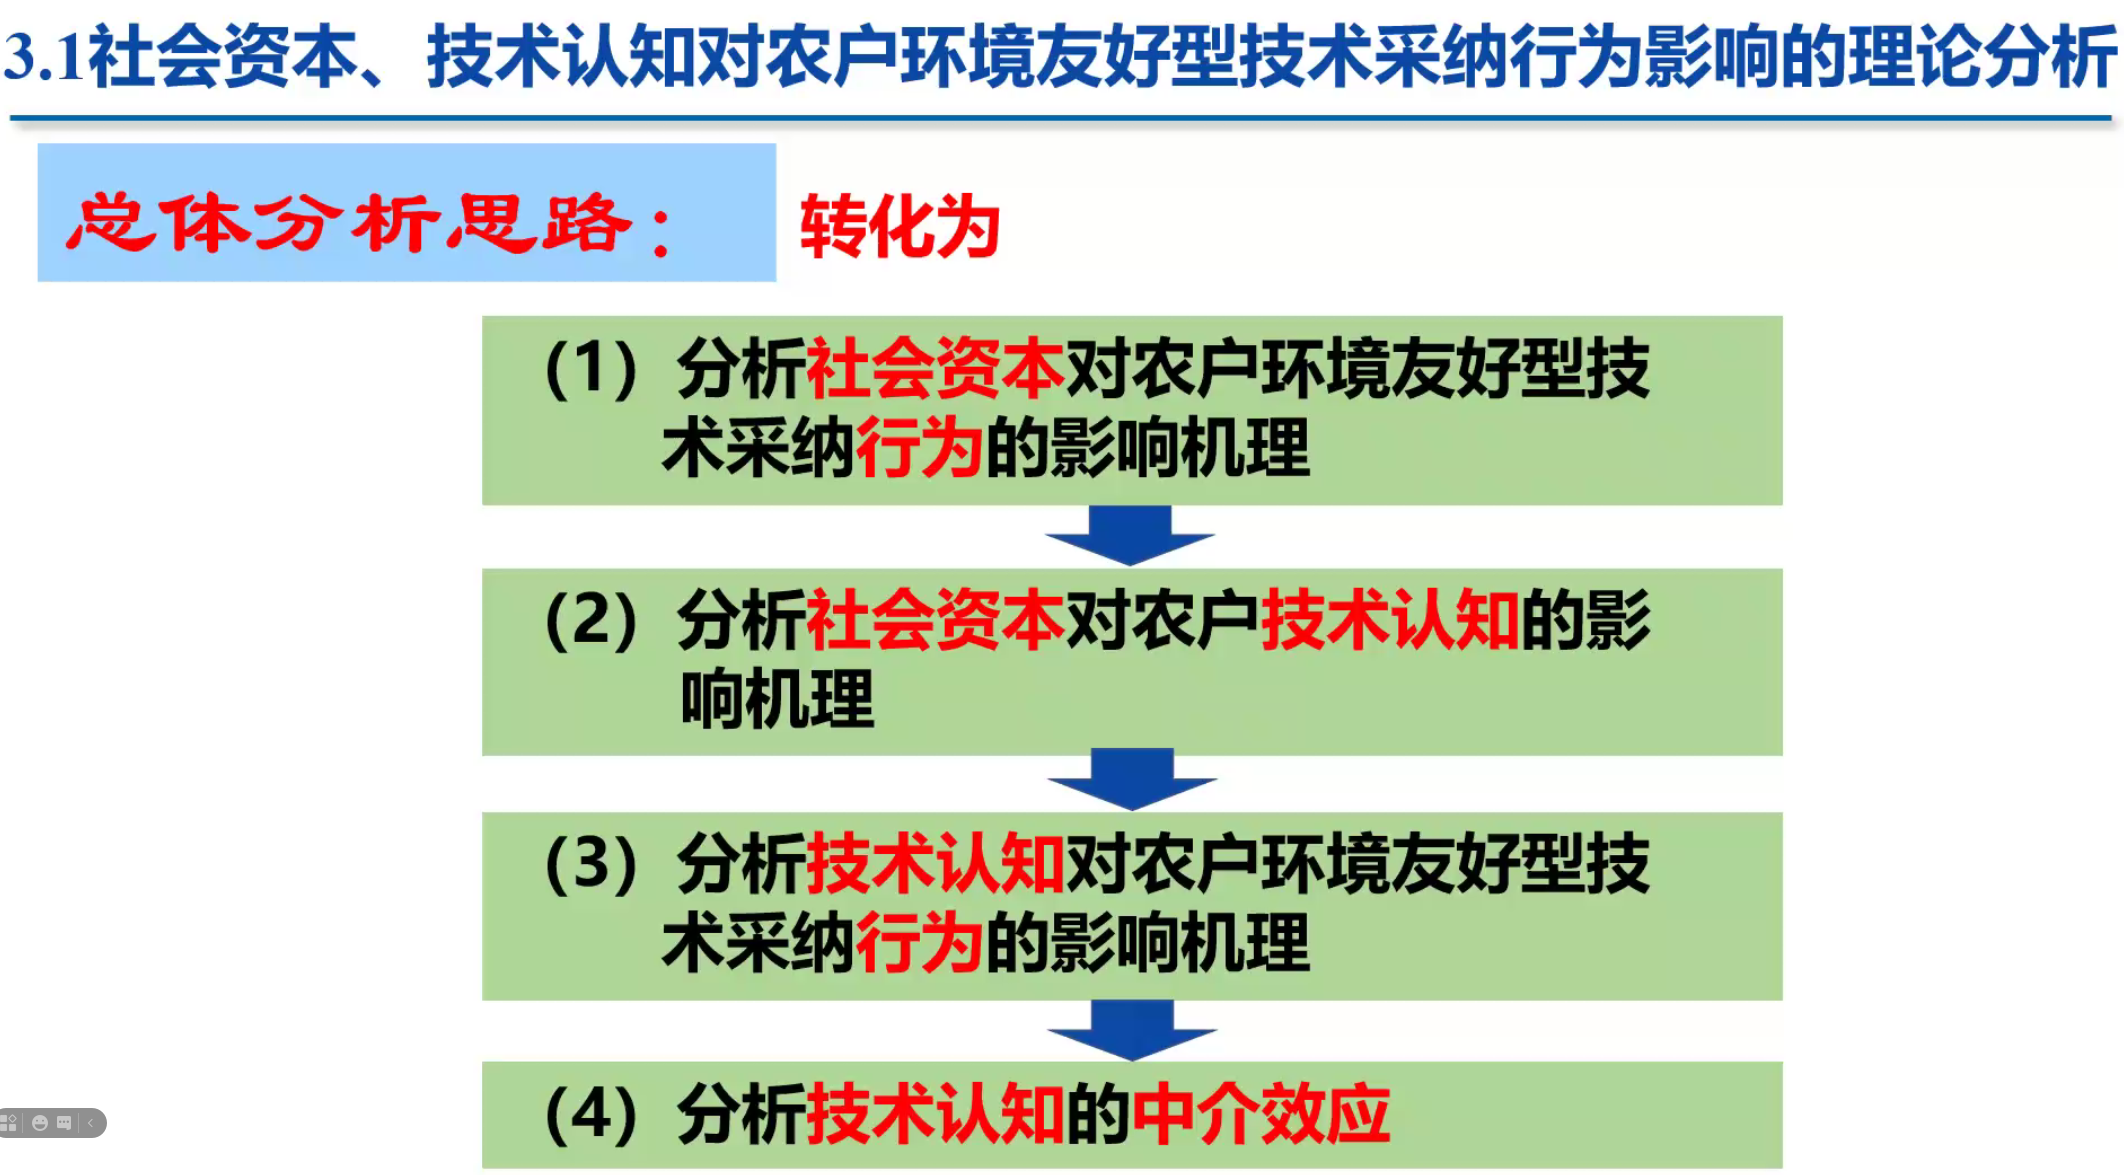 3.1社会资本、技术认知对农户环境友好型技术采纳行为影响的理论分析
总体分析思路：
转化为
（1）分析社会资本对农户环境友好型技
术采纳行为的影响机理
（2）分析社会资本对农户技术认知的影
响机理
（3）分析技术认知对农户环境友好型技
术采纳行为的影响机理
（4）分析技术认知的中介效应